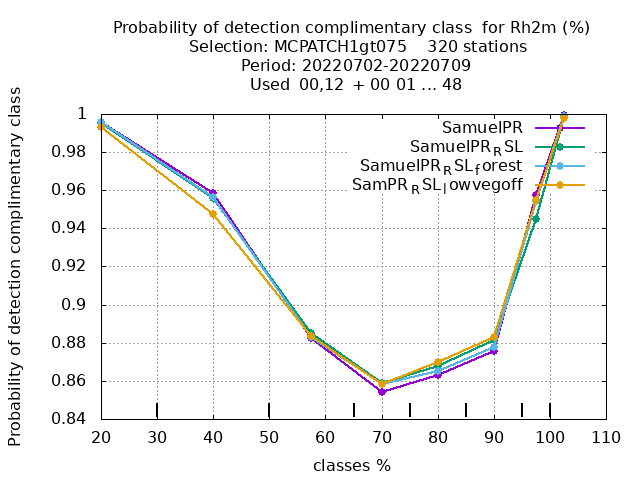 Probability of detection complimentary class  for Rh2m (%)
Selection: MCPATCH1gt075    320 stations
Period: 20220702-20220709
Used  00,12  + 00 01 ... 48
Probability of detection complimentary class
1
0.98
0.96
0.94
0.92
0.9
0.88
0.86
0.84
SamuelPR
SamuelPR_RSL
SamuelPR_RSL_forest
SamPR_RSL_lowvegoff
20 30 40 50 60 70 80 90 100 110
classes %